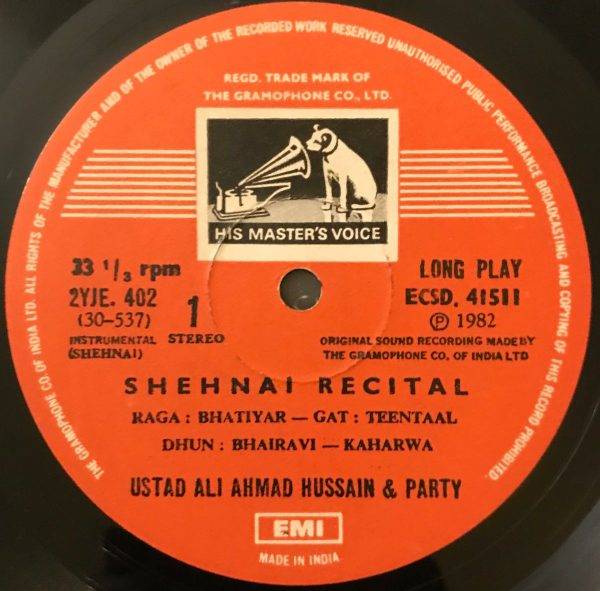 THE GRAMOPHONE CO OF INDIA LTD. ALL RIGHTS OF THE MANUFACTURER AND OF THE OWNER OF THE RECORDED WORK RESERVED UNAUTHORISED PUBLIC PERFORMANCE BROADCASTING AND COPYING OF THIS RECORD PROHIBITED.
REGD. TRADE MARK OF
THE GRAMOPHONE CO., LTD.
HIS MASTER'S VOICE
33 1/3 rpm
2YJE. 402
(30-537)
1
INSTRUMENTAL STEREO
(SHEHNAI)
LONG PLAY
ECSD. 41511
Ⓟ 1982
ORIGINAL SOUND RECORDING MADE BY
THE GRAMOPHONE CO. OF INDIA LTD
SHEHNAI RECITAL
RAGA : BHATIYAR — GAT : TEENTAAL
DHUN : BHAIRAVI — KAHARWA
USTAD ALI AHMAD HUSSAIN & PARTY
EMI
MADE IN INDIA